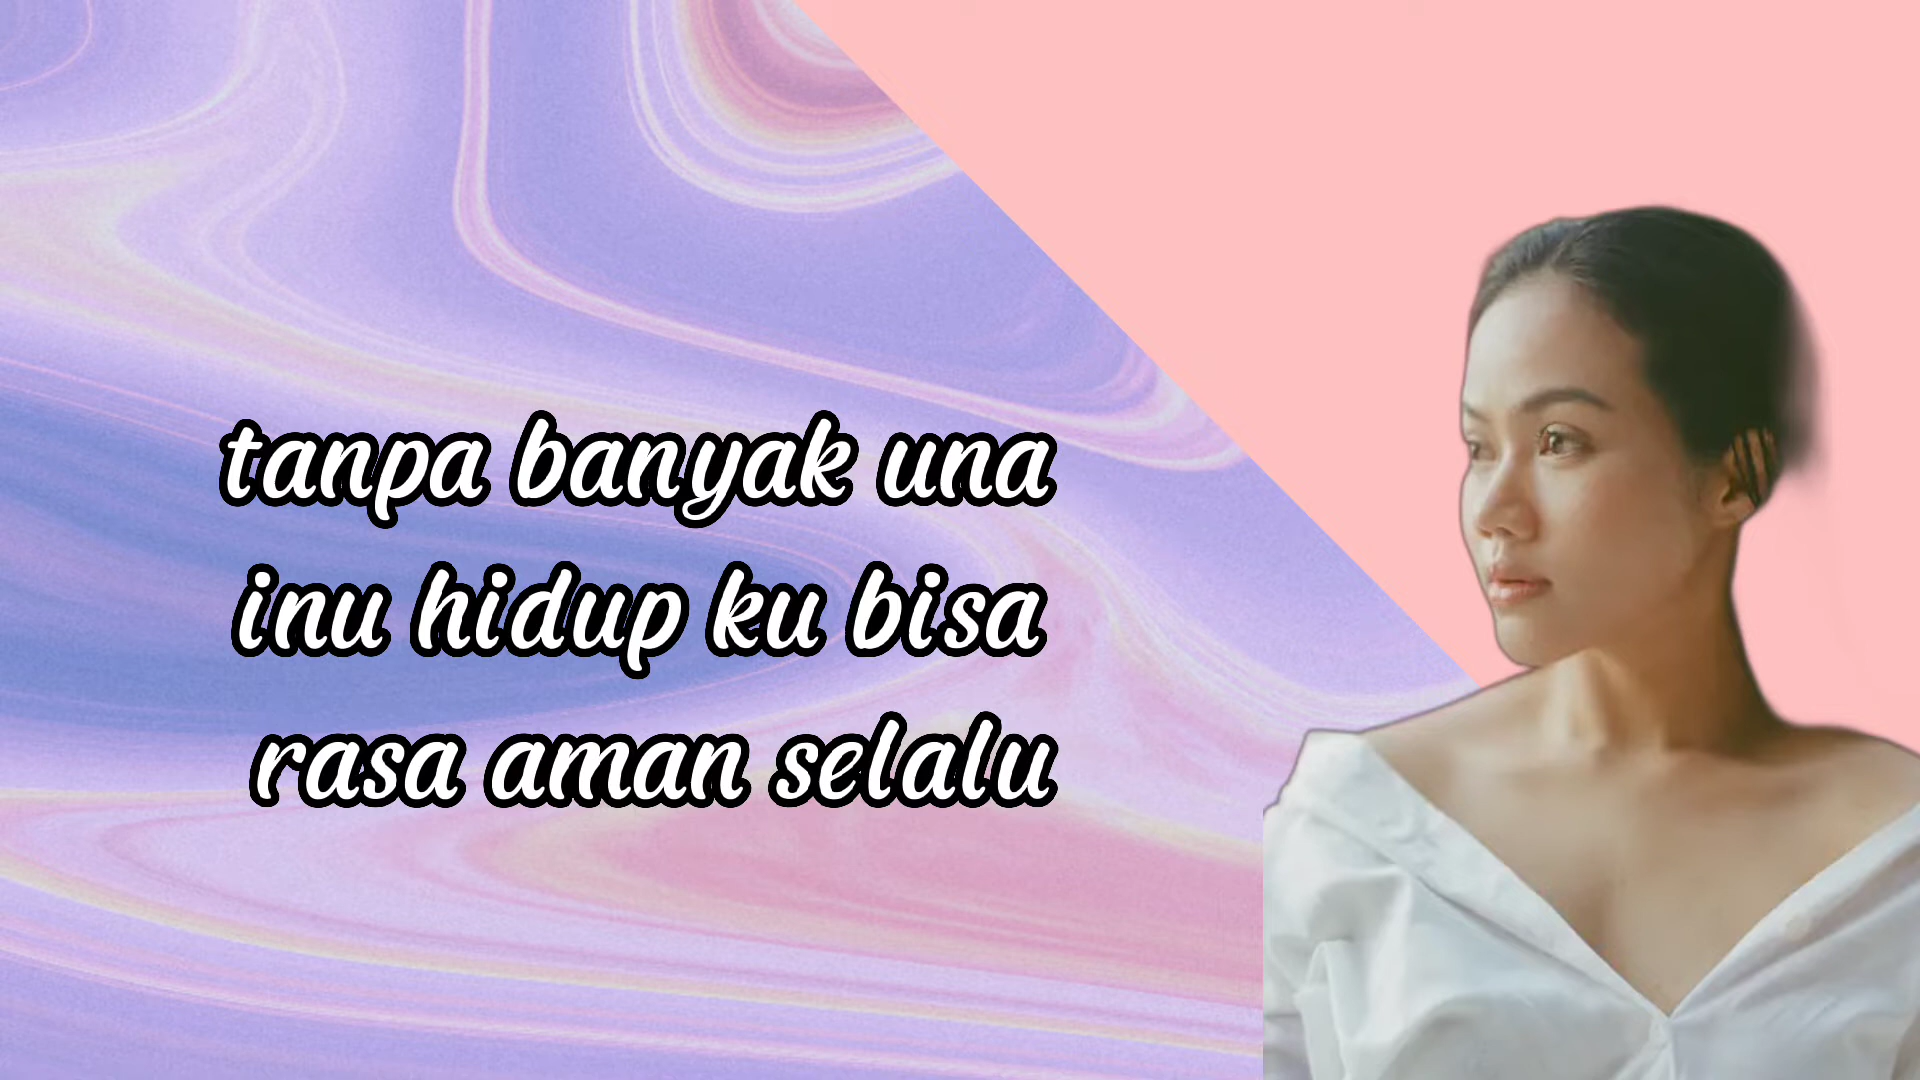 tanpa banyak una
inu hidup ku bisa
rasa aman selalu